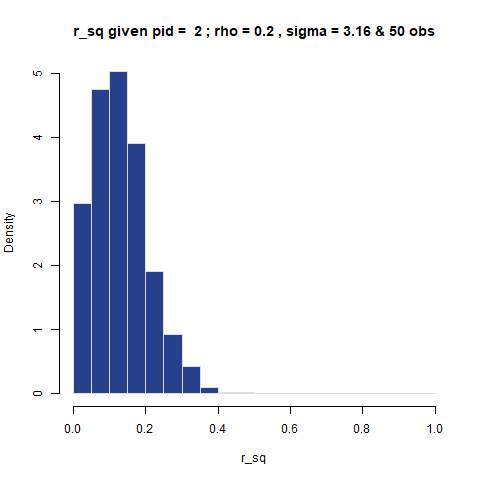 r_sq given pid =  2 ; rho = 0.2 , sigma = 3.16 & 50 obs
5
4
3
2
1
0
Density
0.0 0.2 0.4 0.6 0.8 1.0
r_sq